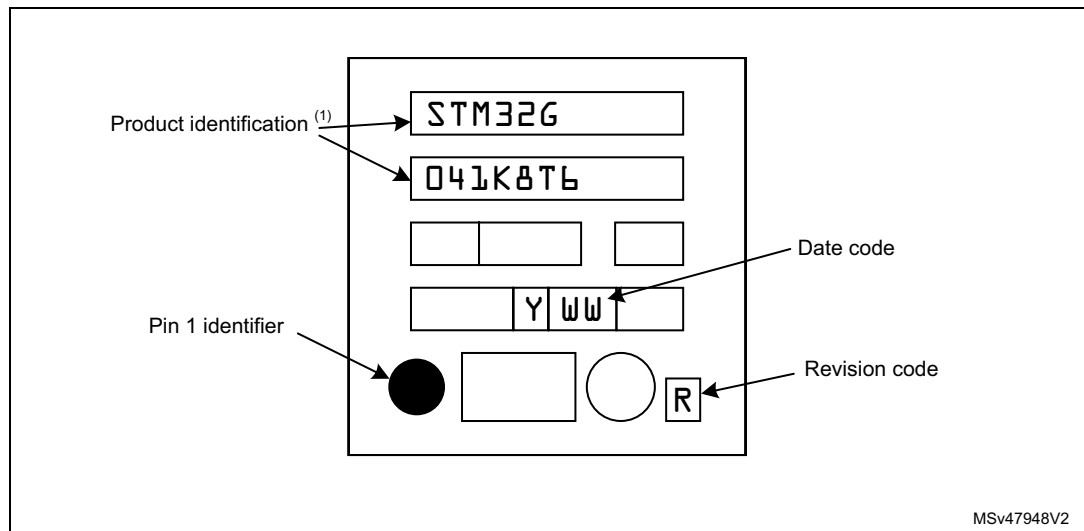 STM32G
Product identification (1)
041K8T6
Date code
Y WW
Pin 1 identifier
Revision code
R
MSv47948V2